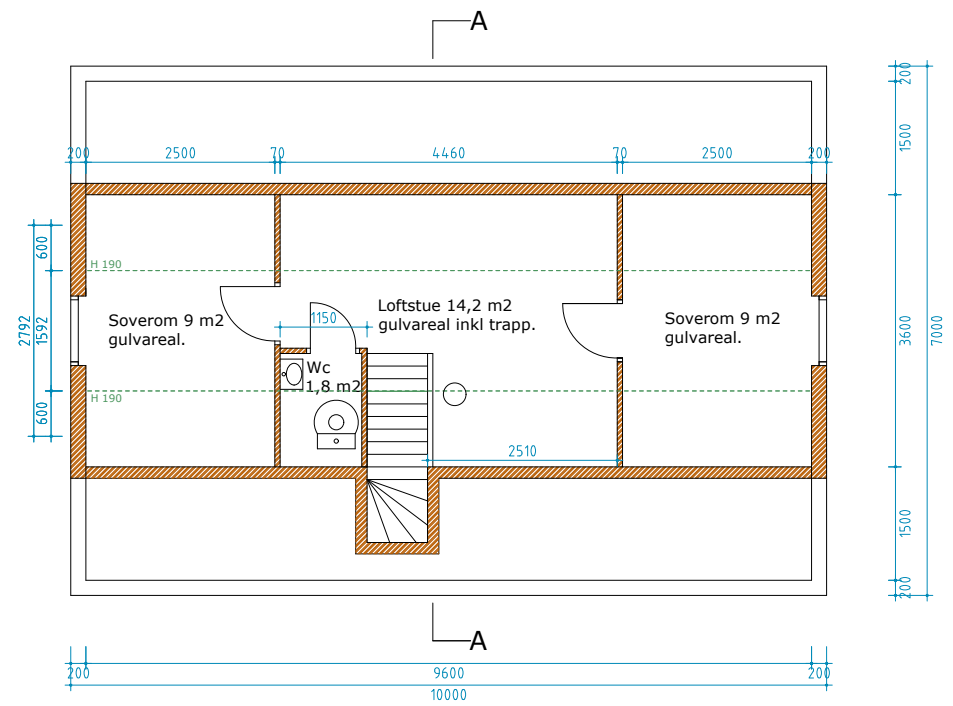 A
200
2500
70
4460
70
2500
200
200
1500
3600
7000
1500
200
600
2792
1592
600
H 190
H 190
Soverom 9 m2
gulvareal.
1150
Loftstue 14,2 m2
gulvareal inkl trapp.
Soverom 9 m2
gulvareal.
Wc
1,8 m2
2510
A
200
9600
200
10000